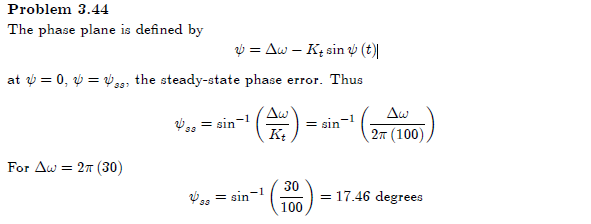 Problem 3.44
The phase plane is defined by
ψ = Δω − K_t sin ψ (t)|
at ψ = 0, ψ = ψ_ss, the steady-state phase error. Thus
ψ_ss = sin⁻¹ (Δω / K_t) = sin⁻¹ (Δω / 2π (100))
For Δω = 2π (30)
ψ_ss = sin⁻¹ (30 / 100) = 17.46 degrees